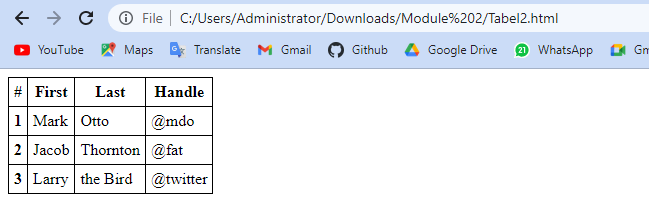 File | C:/Users/Administrator/Downloads/Module%202/Tabel2.html
YouTube Maps Translate Gmail Github Google Drive 21 WhatsApp Gm
# First Last Handle
1 Mark Otto @mdo
2 Jacob Thornton @fat
3 Larry the Bird @twitter